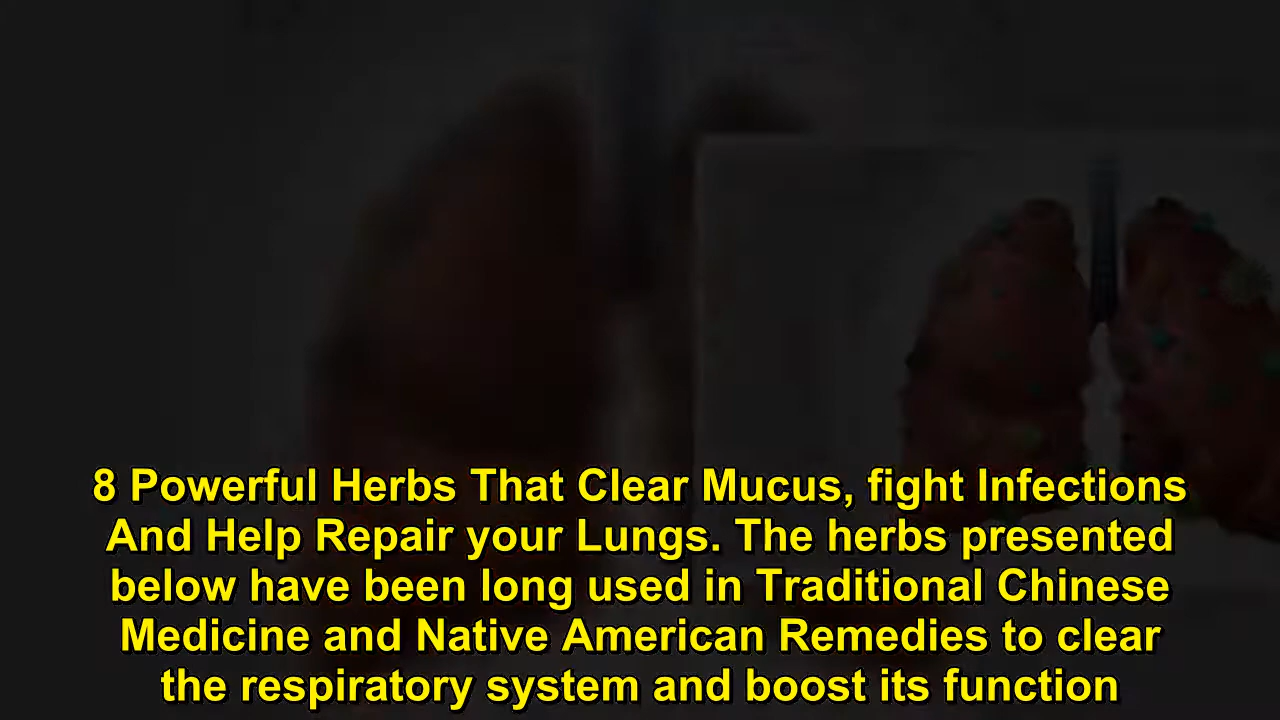 8 Powerful Herbs That Clear Mucus, fight Infections
And Help Repair your Lungs. The herbs presented
below have been long used in Traditional Chinese
Medicine and Native American Remedies to clear
the respiratory system and boost its function